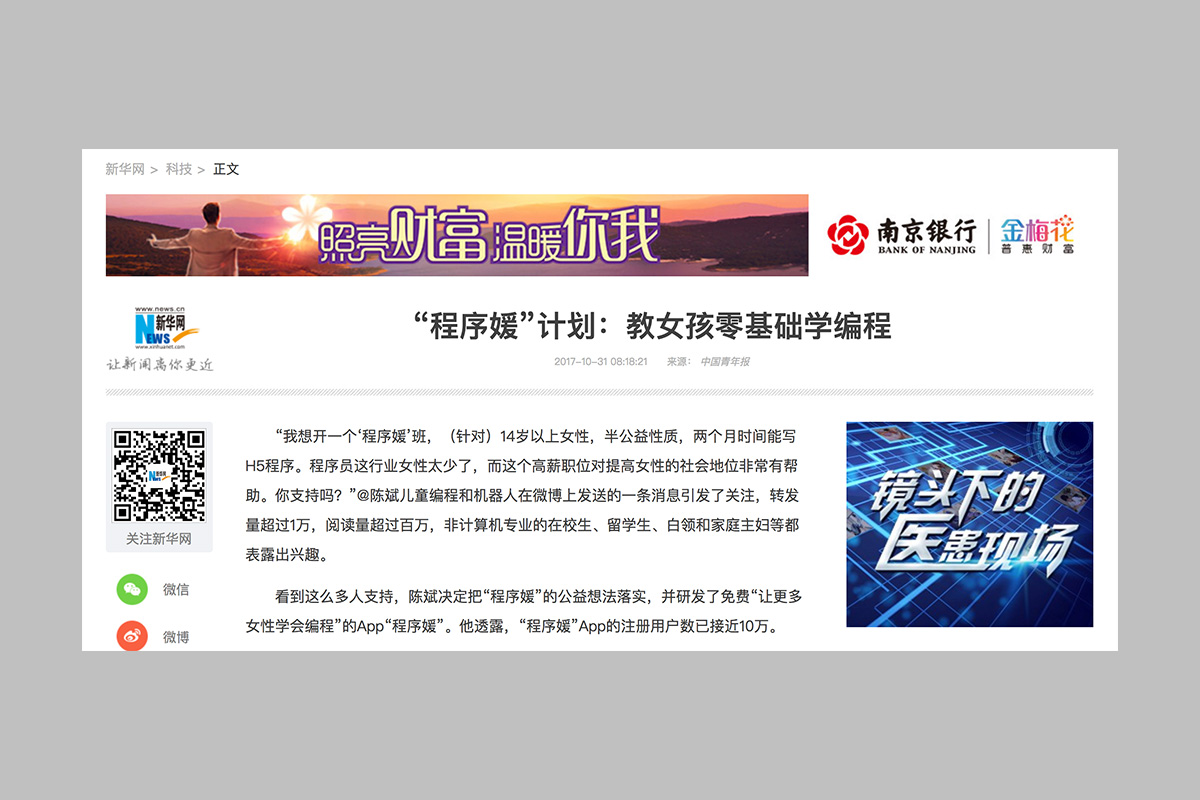 新华网 > 科技 > 正文
照亮财富 温暖你我
南京银行
BANK OF NANJING
金梅花
普惠财富
www.news.cn
新华网
NEWS
www.xinhuanet.com
让新闻离你更近
“程序媛”计划：教女孩零基础学编程
2017-10-31 08:18:21 来源： 中国青年报
“我想开一个‘程序媛’班，（针对）14岁以上女性，半公益性质，两个月时间能写
H5程序。程序员这行业女性太少了，而这个高薪职位对提高女性的社会地位非常有帮
助。你支持吗？”@陈斌儿童编程和机器人在微博上发送的一条消息引发了关注，转发
量超过1万，阅读量超过百万，非计算机专业的在校生、留学生、白领和家庭主妇等都
表露出兴趣。
看到这么多人支持，陈斌决定把“程序媛”的公益想法落实，并研发了免费“让更多
女性学会编程”的App“程序媛”。他透露，“程序媛”App的注册用户数已接近10万。
关注新华网
微信
微博
镜头下的
医患现场